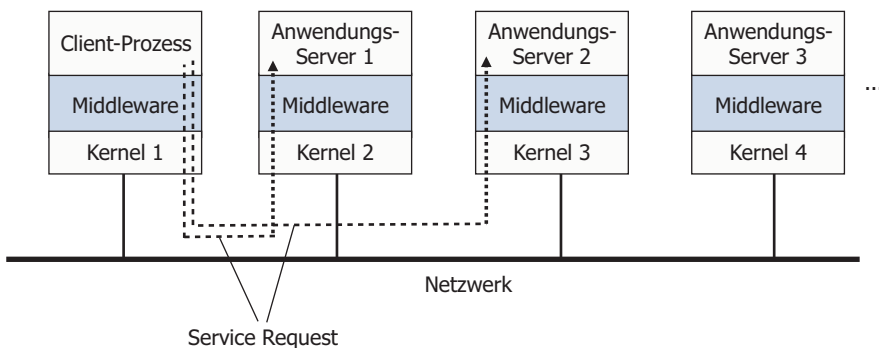 Client-Prozess
Anwendungs-
Server 1
Anwendungs-
Server 2
Anwendungs-
Server 3
Middleware
Middleware
Middleware
Middleware
..
Kernel 1
Kernel 2
Kernel 3
Kernel 4
Netzwerk
Service Request